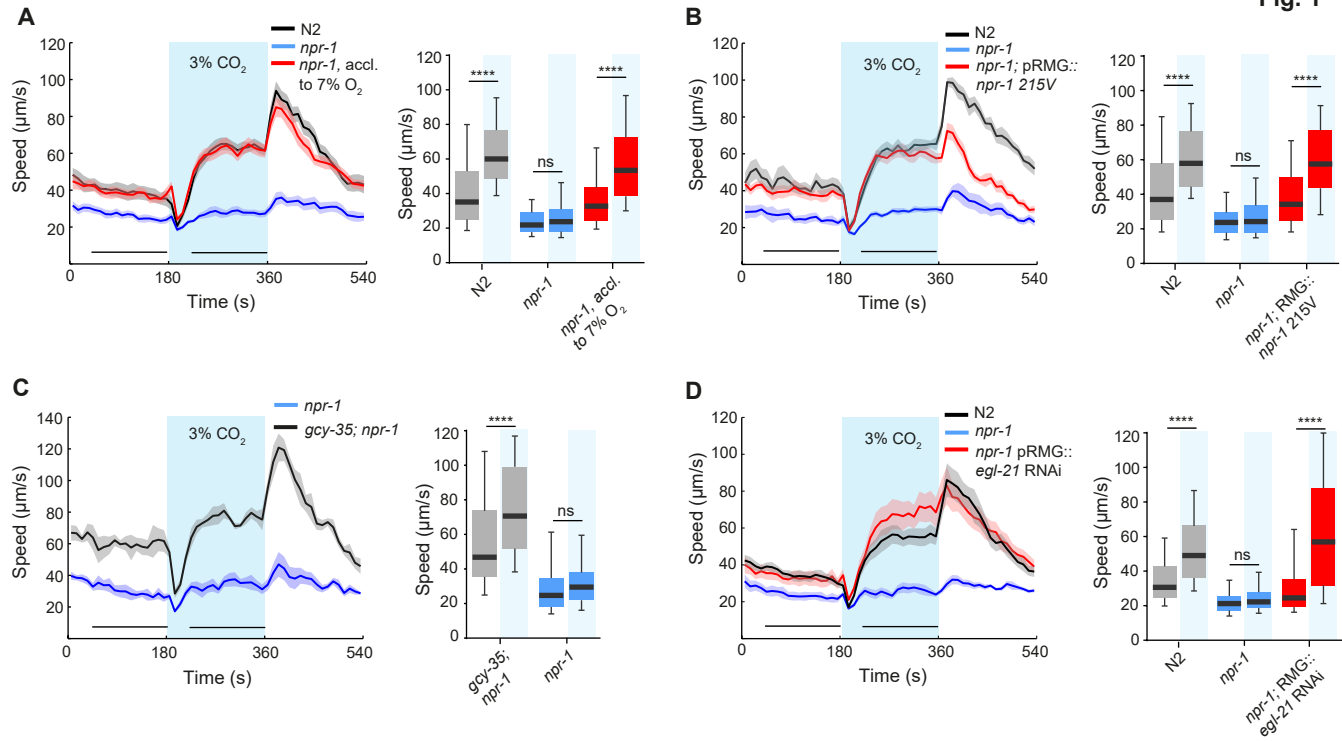 Fig. 1
A
N2
npr-1
npr-1, accl.
to 7% O2
3% CO2
Speed (µm/s)
120
100
80
60
40
20
0
180
360
540
Time (s)
Speed (µm/s)
120
100
80
60
40
20
0
****
ns
****
N2
npr-1
npr-1, accl.
to 7% O2
B
N2
npr-1
npr-1; pRMG::
npr-1 215V
3% CO2
Speed (µm/s)
120
100
80
60
40
20
0
180
360
540
Time (s)
Speed (µm/s)
120
100
80
60
40
20
0
****
ns
****
N2
npr-1
npr-1; RMG::
npr-1 215V
C
npr-1
gcy-35; npr-1
3% CO2
Speed (µm/s)
140
120
100
80
60
40
20
0
180
360
540
Time (s)
Speed (µm/s)
120
100
80
60
40
20
0
****
ns
gcy-35;
npr-1
npr-1
D
N2
npr-1
npr-1 pRMG::
egl-21 RNAi
3% CO2
Speed (µm/s)
120
100
80
60
40
20
0
180
360
540
Time (s)
Speed (µm/s)
120
100
80
60
40
20
0
****
ns
****
N2
npr-1
npr-1; RMG::
egl-21 RNAi